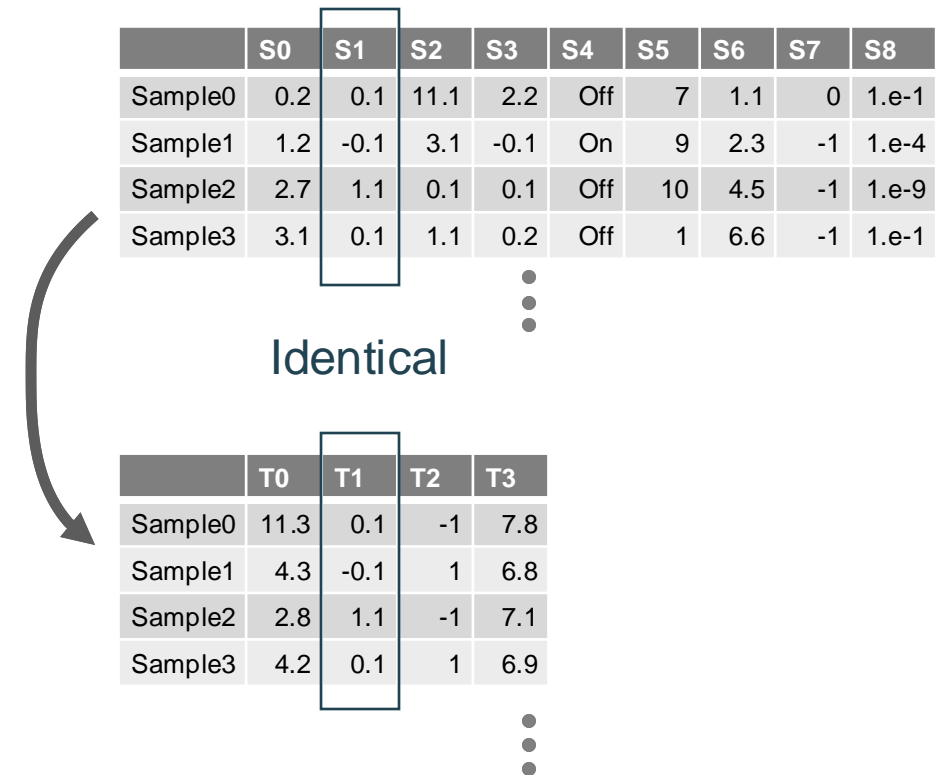 S0 S1 S2 S3 S4 S5 S6 S7 S8
Sample0 0.2 0.1 11.1 2.2 Off 7 1.1 0 1.e-1
Sample1 1.2 -0.1 3.1 -0.1 On 9 2.3 -1 1.e-4
Sample2 2.7 1.1 0.1 0.1 Off 10 4.5 -1 1.e-9
Sample3 3.1 0.1 1.1 0.2 Off 1 6.6 -1 1.e-1
Identical
T0 T1 T2 T3
Sample0 11.3 0.1 -1 7.8
Sample1 4.3 -0.1 1 6.8
Sample2 2.8 1.1 -1 7.1
Sample3 4.2 0.1 1 6.9